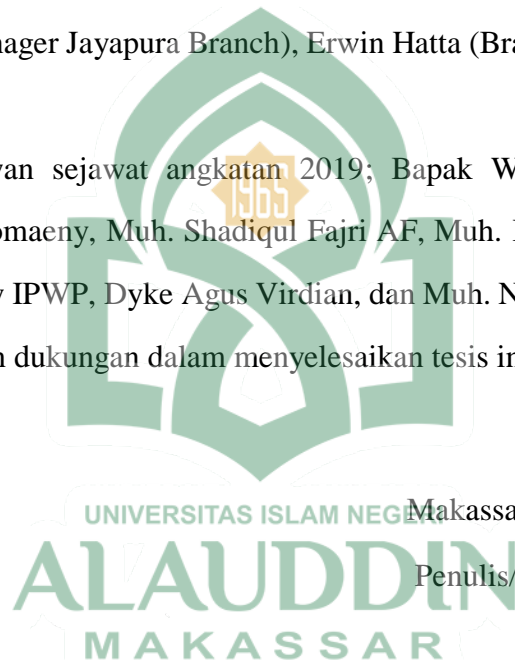 nager Jayapura Branch), Erwin Hatta (Bra
van sejawat angkatan 2019; Bapak W
omaeny, Muh. Shadiqul Fajri AF, Muh.
IPWP, Dyke Agus Virdian, dan Muh. N
dukungan dalam menyelesaikan tesis in
1965
Makassa
Penulis/
UNIVERSITAS ISLAM NEGERI
ALAUDDIN
MAKASSAR